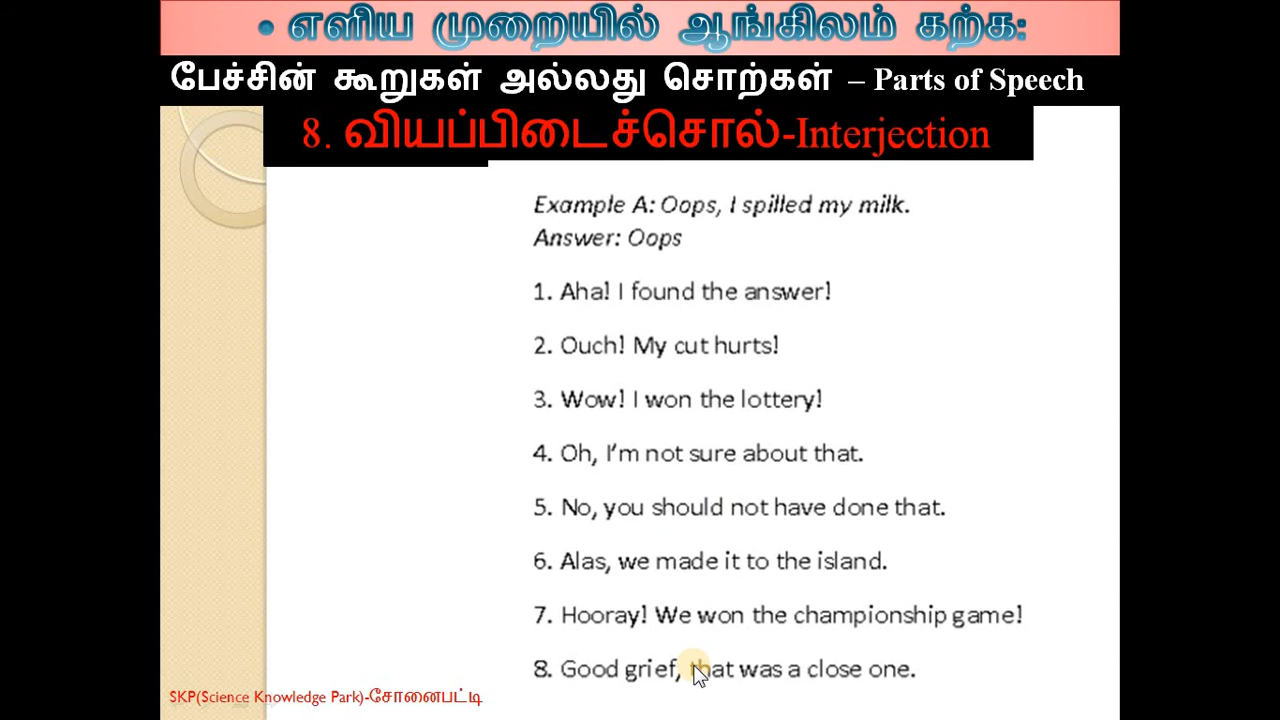 • எளிய முறையில் ஆங்கிலம் கற்க:
பேச்சின் கூறுகள் அல்லது சொற்கள் – Parts of Speech
8. வியப்பிடைச்சொல்-Interjection
Example A: Oops, I spilled my milk.
Answer: Oops
1. Aha! I found the answer!
2. Ouch! My cut hurts!
3. Wow! I won the lottery!
4. Oh, I'm not sure about that.
5. No, you should not have done that.
6. Alas, we made it to the island.
7. Hooray! We won the championship game!
8. Good grief, that was a close one.
SKP(Science Knowledge Park)-சோனைபட்டி